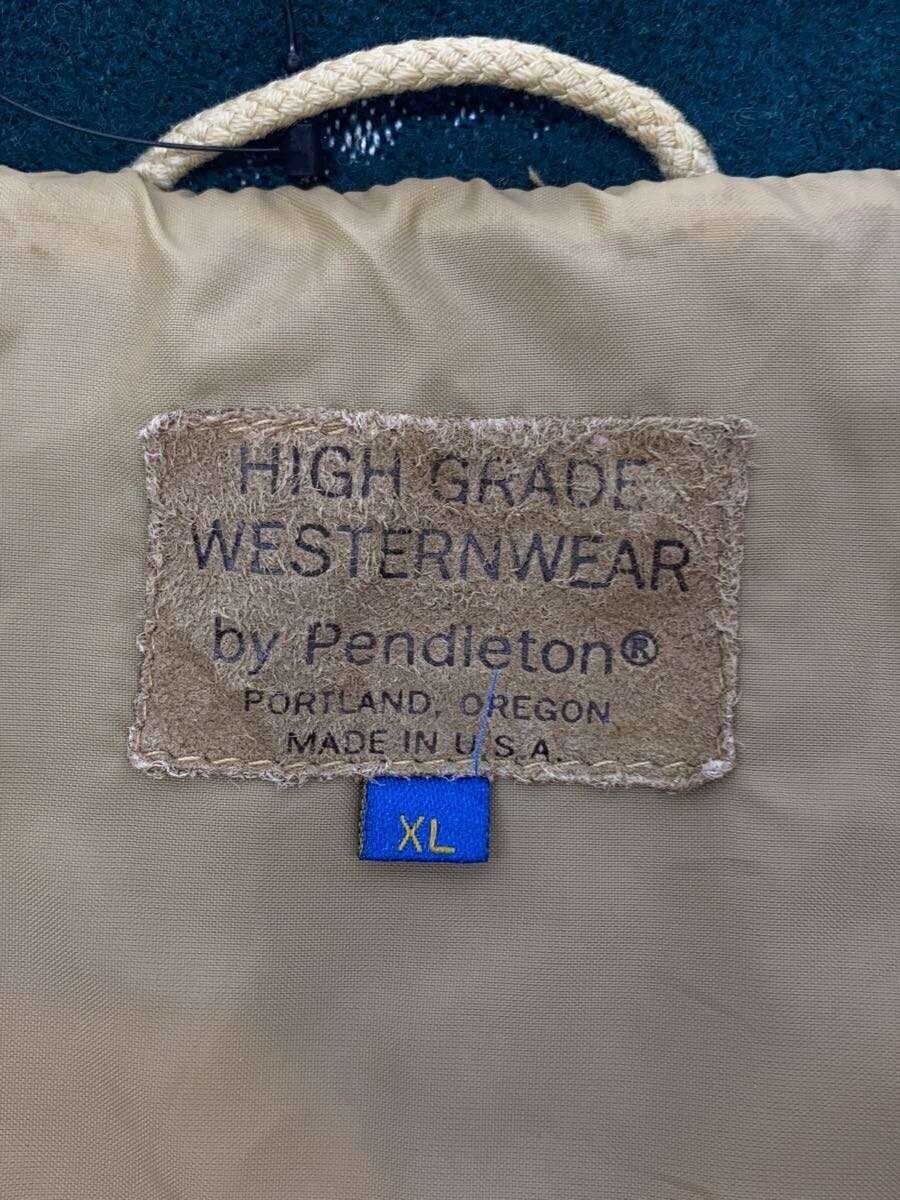 HIGH GRADE
WESTERNWEAR
by Pendleton®
PORTLAND, OREGON
MADE IN U.S.A.
XL